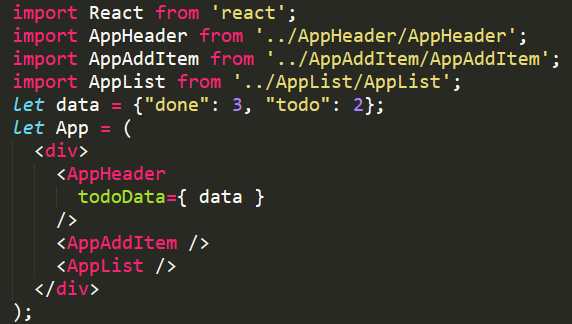 import React from 'react';
import AppHeader from '../AppHeader/AppHeader';
import AppAddItem from '../AppAddItem/AppAddItem';
import AppList from '../AppList/AppList';
let data = {"done": 3, "todo": 2};
let App = (
  <div>
    <AppHeader
      todoData={ data }
    />
    <AppAddItem />
    <AppList />
  </div>
);